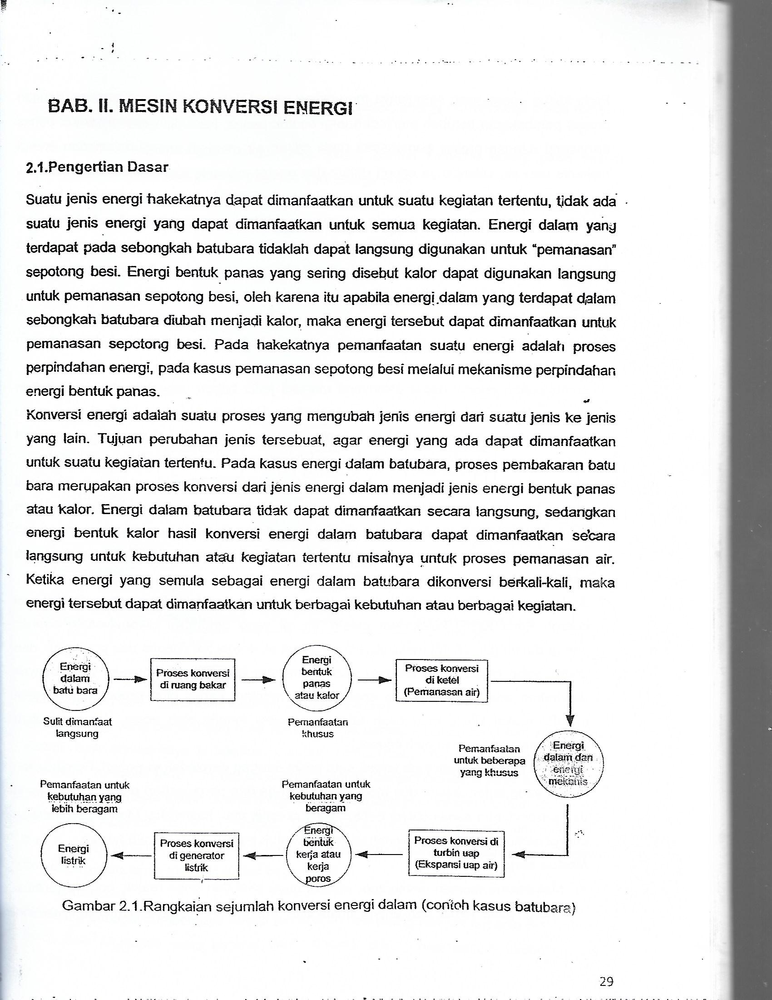 BAB. II. MESIN KONVERSI ENERGI
2.1.Pengertian Dasar
Suatu jenis energi hakekatnya dapat dimanfaatkan untuk suatu kegiatan tertentu, tidak ada
suatu jenis energi yang dapat dimanfaatkan untuk semua kegiatan. Energi dalam yang
terdapat pada sebongkah batubara tidaklah dapat langsung digunakan untuk “pemanasan”
sepotong besi. Energi bentuk panas yang sering disebut kalor dapat digunakan langsung
untuk pemanasan sepotong besi, oleh karena itu apabila energi dalam yang terdapat dalam
sebongkah batubara diubah menjadi kalor, maka energi tersebut dapat dimanfaatkan untuk
pemanasan sepotong besi. Pada hakekatnya pemanfaatan suatu energi adalah proses
perpindahan energi, pada kasus pemanasan sepotong besi melalui mekanisme perpindahan
energi bentuk panas.
Konversi energi adalah suatu proses yang mengubah jenis energi dari suatu jenis ke jenis
yang lain. Tujuan perubahan jenis tersebuat, agar energi yang ada dapat dimanfaatkan
untuk suatu kegiatan tertentu. Pada kasus energi dalam batubara, proses pembakaran batu
bara merupakan proses konversi dari jenis energi dalam menjadi jenis energi bentuk panas
atau kalor. Energi dalam batubara tidak dapat dimanfaatkan secara langsung, sedangkan
energi bentuk kalor hasil konversi energi dalam batubara dapat dimanfaatkan secara
langsung untuk kebutuhan atau kegiatan tertentu misalnya untuk proses pemanasan air.
Ketika energi yang semula sebagai energi dalam batubara dikonversi berkali-kali, maka
energi tersebut dapat dimanfaatkan untuk berbagai kebutuhan atau berbagai kegiatan.
Energi
dalam
batu bara
Proses konversi
di ruang bakar
Energi
bentuk
panas
atau kalor
Proses konversi
di ketel
(Pemanasan air)
Sulit dimanfaat
langsung
Pemanfaatan
khusus
Pemanfaatan
untuk beberapa
yang khusus
Energi
dalam dan
energi
mekanis
Pemanfaatan untuk
kebutuhan yang
lebih beragam
Pemanfaatan untuk
kebutuhan yang
beragam
Energi
listrik
Proses konversi
di generator
listrik
Energi
bentuk
kerja atau
kerja
poros
Proses konversi di
turbin uap
(Ekspansi uap air)
Gambar 2.1.Rangkaian sejumlah konversi energi dalam (contoh kasus batubara)
29